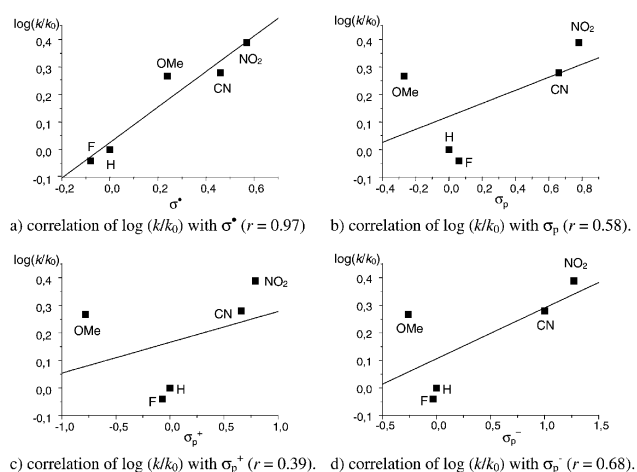 log(k/k0)
0,4
0,3
0,2
0,1
0,0
-0,1
-0,2 0,0 0,2 0,4 0,6
σ•
F
H
OMe
CN
NO2
log(k/k0)
0,4
0,3
0,2
0,1
0,0
-0,1
-0,4 -0,2 0,0 0,2 0,4 0,6 0,8
σp
OMe
H
F
CN
NO2
a) correlation of log (k/k0) with σ• (r = 0.97)
b) correlation of log (k/k0) with σp (r = 0.58).
log(k/k0)
0,4
0,3
0,2
0,1
0,0
-0,1
-1,0 -0,5 0,0 0,5 1,0
σp+
OMe
F
H
CN
NO2
log(k/k0)
0,4
0,3
0,2
0,1
0,0
-0,1
-0,5 0,0 0,5 1,0 1,5
σp−
OMe
F
H
CN
NO2
c) correlation of log (k/k0) with σp+ (r = 0.39).
d) correlation of log (k/k0) with σp- (r = 0.68).